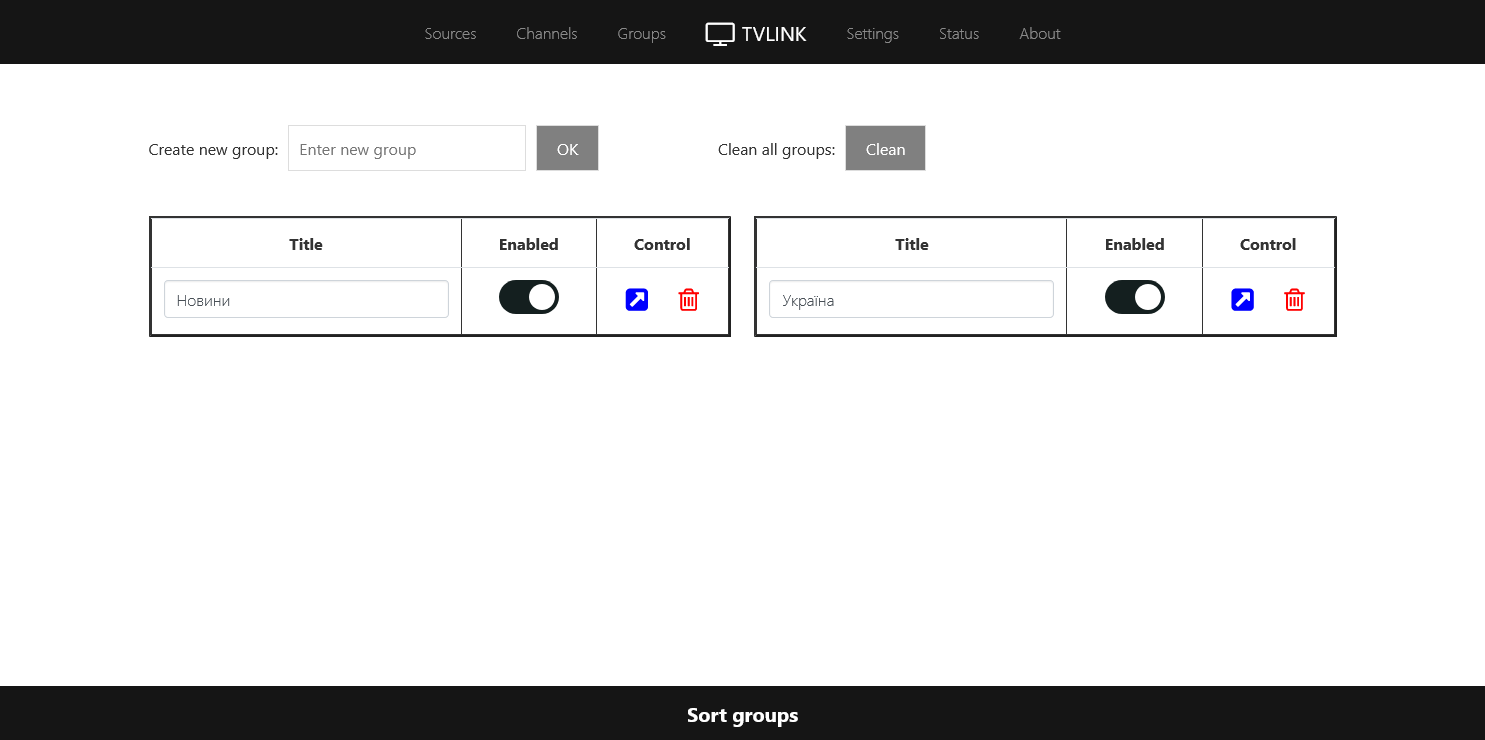 Sources Channels Groups TVLINK Settings Status About
Create new group: Enter new group OK Clean all groups: Clean
Title Enabled Control Title Enabled Control
Новини Україна
Sort groups